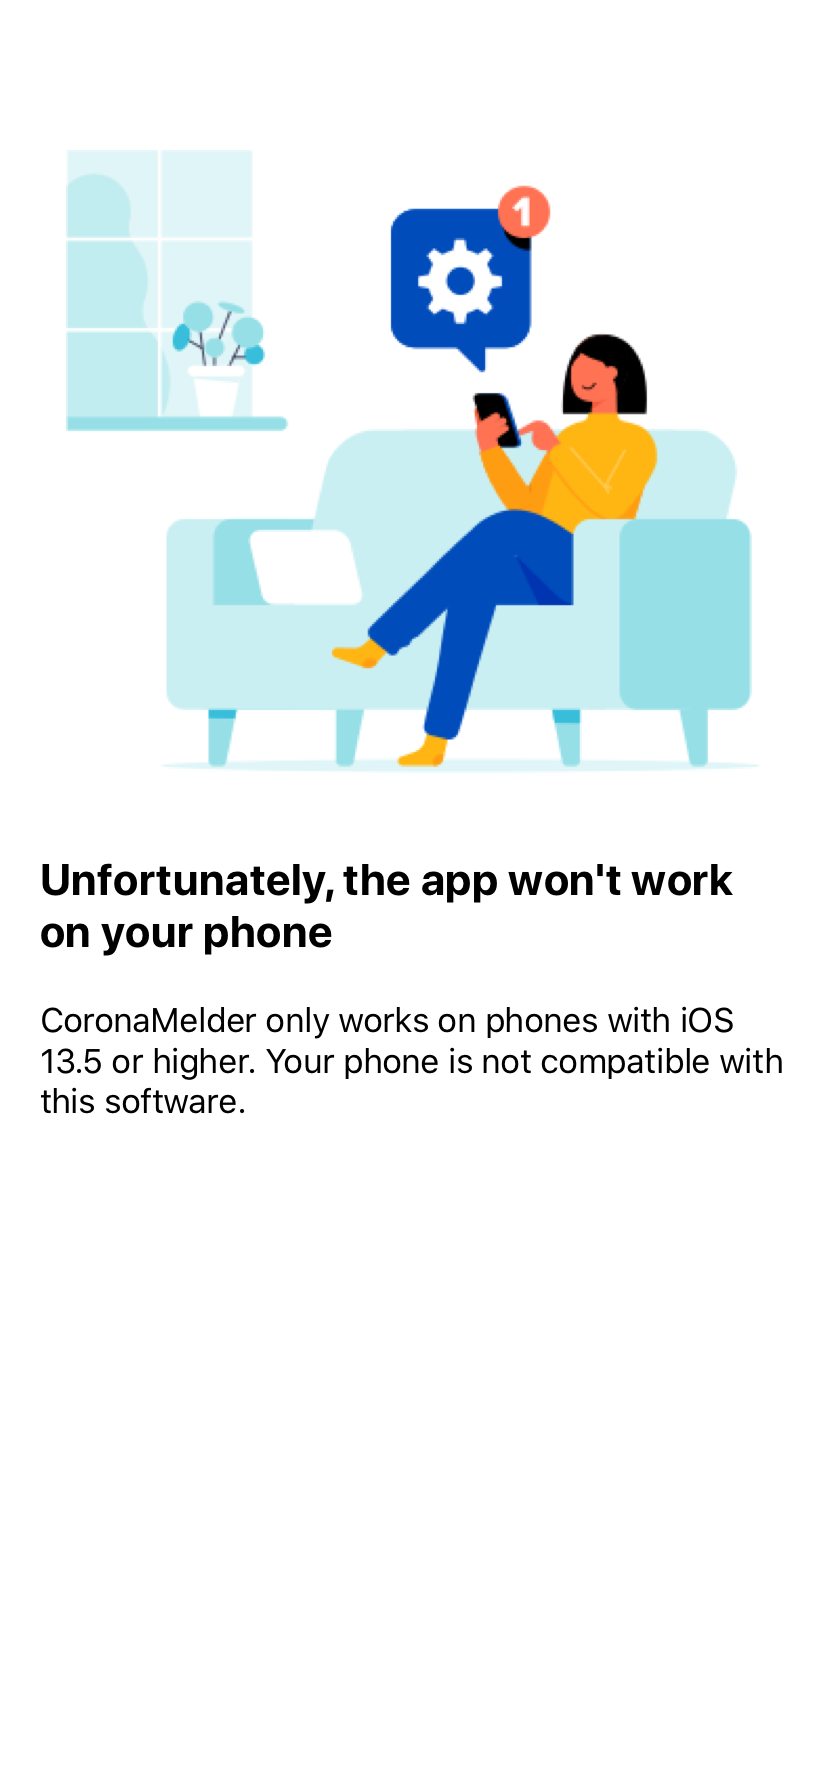 1
Unfortunately, the app won't work
on your phone
CoronaMelder only works on phones with iOS
13.5 or higher. Your phone is not compatible with
this software.